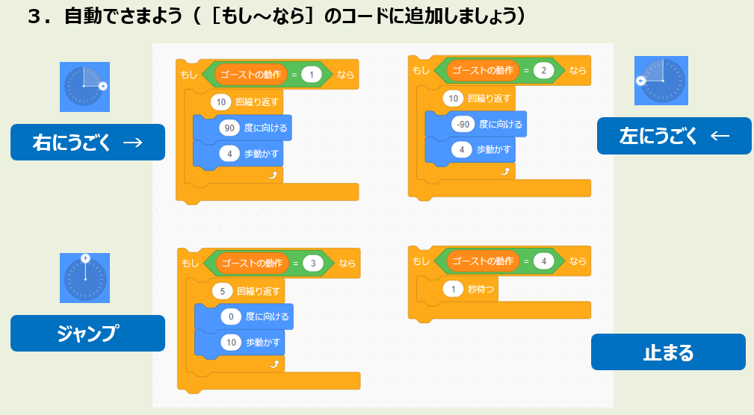 ３．自動でさまよう（［もし～なら］のコードに追加しましょう）
もし ゴーストの動作 = 1 なら
10 回繰り返す
90 度に向ける
4 歩動かす
右にうごく →
もし ゴーストの動作 = 2 なら
10 回繰り返す
-90 度に向ける
4 歩動かす
左にうごく ←
もし ゴーストの動作 = 3 なら
5 回繰り返す
0 度に向ける
10 歩動かす
ジャンプ
もし ゴーストの動作 = 4 なら
1 秒待つ
止まる